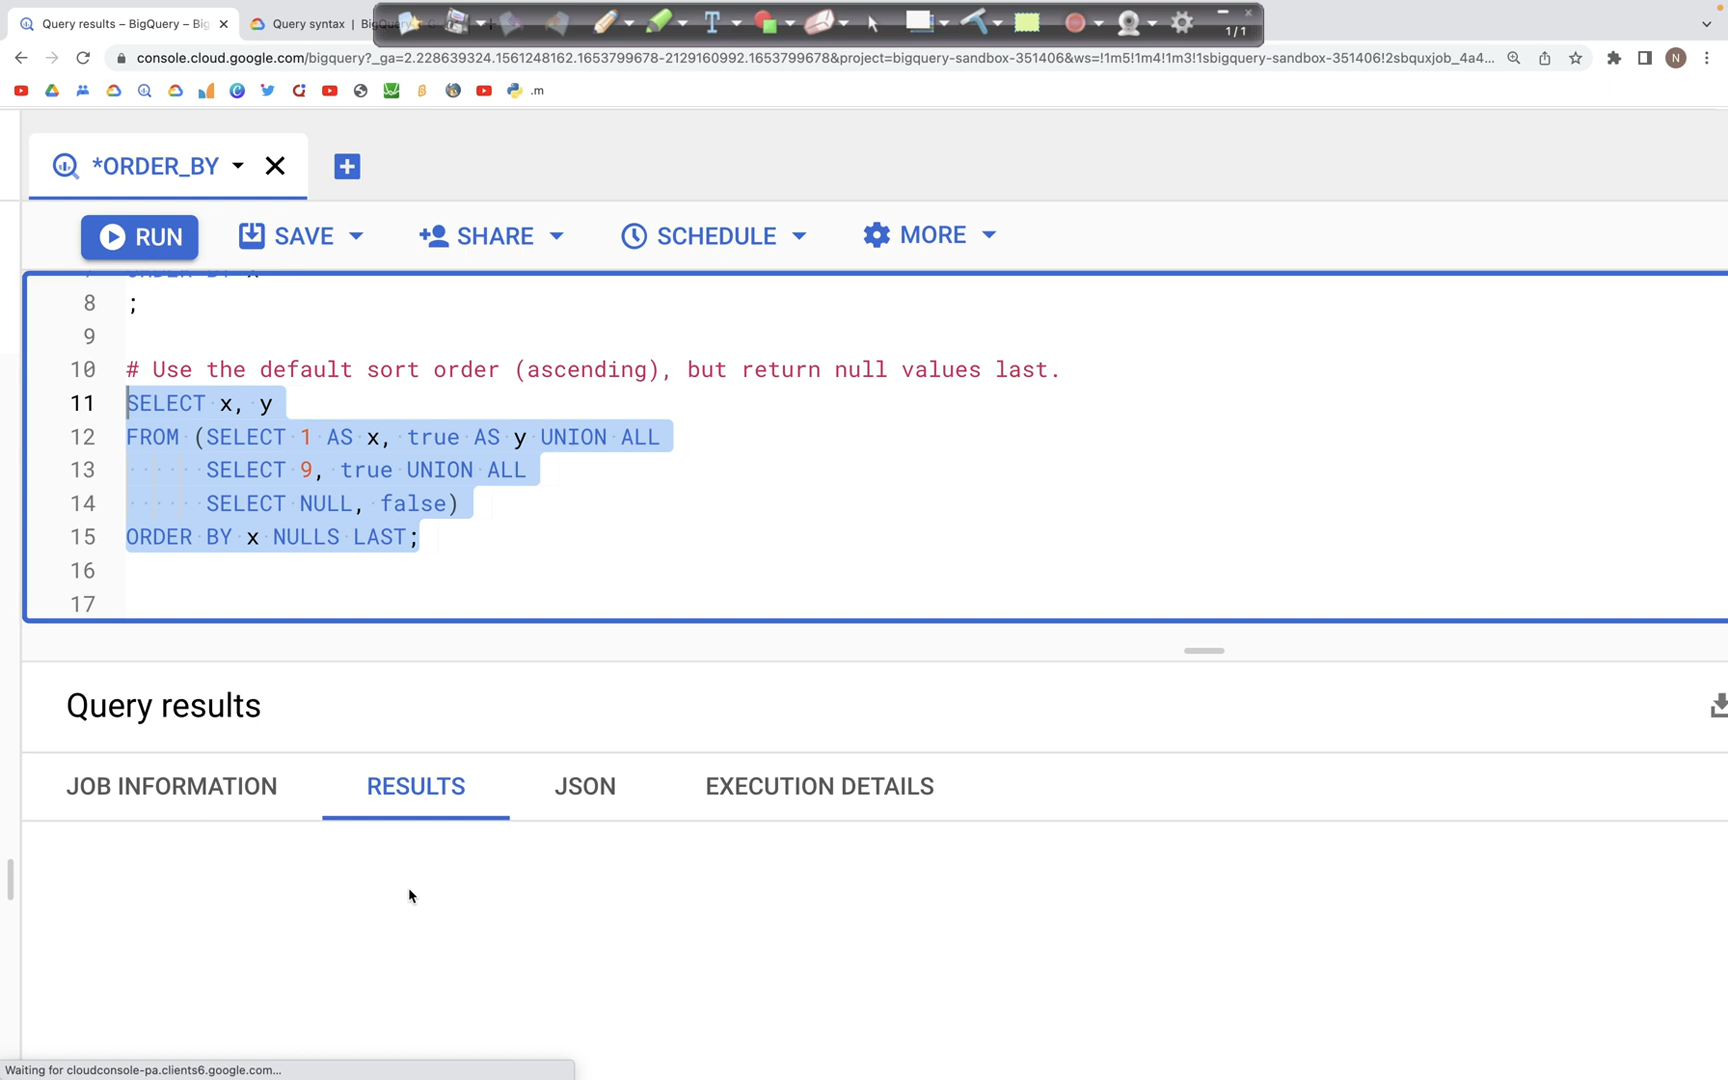 Query results – BigQuery – Big
Query syntax | BigQuery
1/1
console.cloud.google.com/bigquery?_ga=2.228639324.1561248162.1653799678-2129160992.1653799678&project=bigquery-sandbox-351406&ws=!1m5!1m4!1m3!1sbigquery-sandbox-351406!2sbquxjob_4a4...
N
.m
*ORDER_BY
RUN
SAVE
SHARE
SCHEDULE
MORE
8 ;
9
10 # Use the default sort order (ascending), but return null values last.
11 SELECT x, y
12 FROM (SELECT 1 AS x, true AS y UNION ALL
13 SELECT 9, true UNION ALL
14 SELECT NULL, false)
15 ORDER BY x NULLS LAST;
16
17
Query results
JOB INFORMATION
RESULTS
JSON
EXECUTION DETAILS
Waiting for cloudconsole-pa.clients6.google.com...